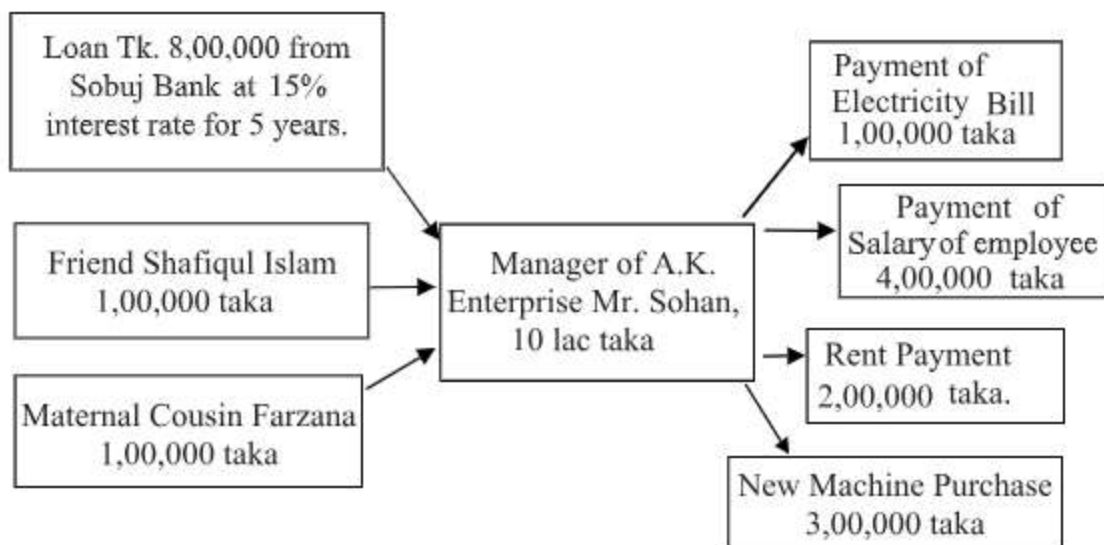 Loan Tk. 8,00,000 from
Sobuj Bank at 15%
interest rate for 5 years.
Friend Shafiqul Islam
1,00,000 taka
Maternal Cousin Farzana
1,00,000 taka
Manager of A.K.
Enterprise Mr. Sohan,
10 lac taka
Payment of
Electricity Bill
1,00,000 taka
Payment of
Salary of employee
4,00,000 taka
Rent Payment
2,00,000 taka.
New Machine Purchase
3,00,000 taka